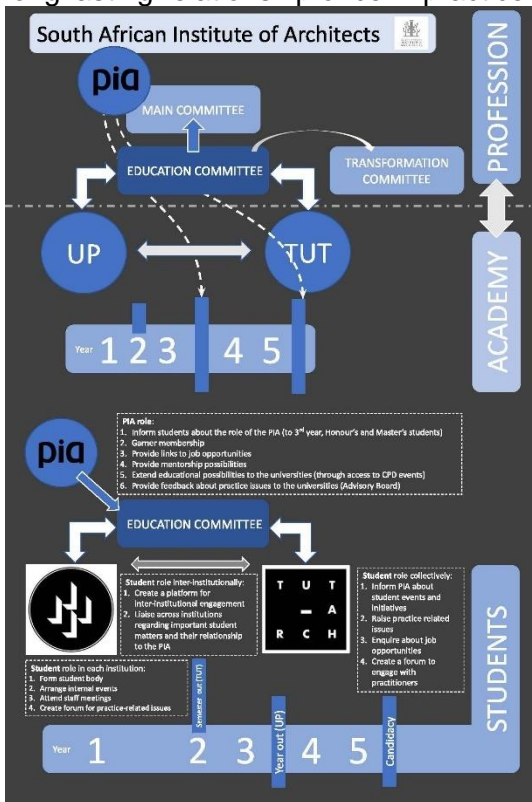 South African Institute of Architects
pia
MAIN COMMITTEE
EDUCATION COMMITTEE
TRANSFORMATION
COMMITTEE
PROFESSION
UP
TUT
ACADEMY
Year 1 2 3 4 5
PIA role:
1. Inform students about the role of the PIA (to 3rd year, Honour's and Master's students)
2. Garner membership
3. Provide links to job opportunities
4. Provide mentorship possibilities
5. Extend educational possibilities to the universities (through access to CPD events)
6. Provide feedback about practice issues to the universities (Advisory Board)
pia
EDUCATION COMMITTEE
Student role inter-institutionally:
1. Create a platform for
inter-institutional engagement
2. Liaise across institutions
regarding important student
matters and their relationship
to the PIA
T U T
A
R C H
Student role collectively:
1. Inform PIA about
student events and
initiatives
2. Raise practice related
issues
3. Enquire about job
opportunities
4. Create a forum to
engage with
practitioners
Student role in each institution:
1. Form student body
2. Arrange internal events
3. Attend staff meetings
4. Create forum for practice-related issues
STUDENTS
Semester out (TUT)
Year out (UP)
Candidacy
Year 1 2 3 4 5